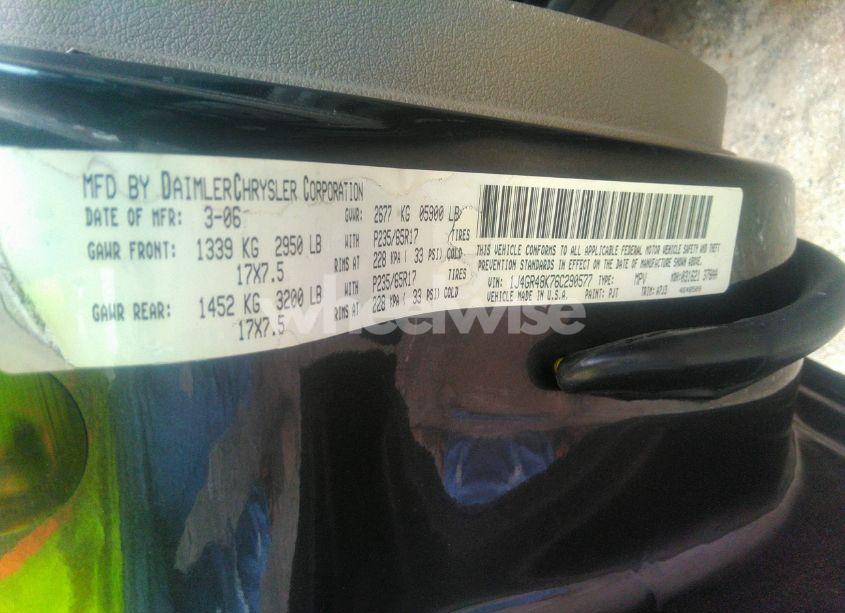 MFD BY DAIMLERCHRYSLER CORPORATION
DATE OF MFR: 3-06 GVWR: 2677 KG 05900 LB
GAWR FRONT: 1339 KG 2950 LB WITH P235/65R17 TIRES
17X7.5 RIMS AT 228 KPA ( 33 PSI) COLD
GAWR REAR: 1452 KG 3200 LB WITH P235/65R17 TIRES
17X7.5 RIMS AT 228 KPA ( 33 PSI) COLD
THIS VEHICLE CONFORMS TO ALL APPLICABLE FEDERAL MOTOR VEHICLE SAFETY AND THEFT
PREVENTION STANDARDS IN EFFECT ON THE DATE OF MANUFACTURE SHOWN ABOVE.
VIN: 1J4GR48K76C290577 TYPE: MPV
VEHICLE MADE IN U.S.A. PAINT: TRIM:
wheelwise